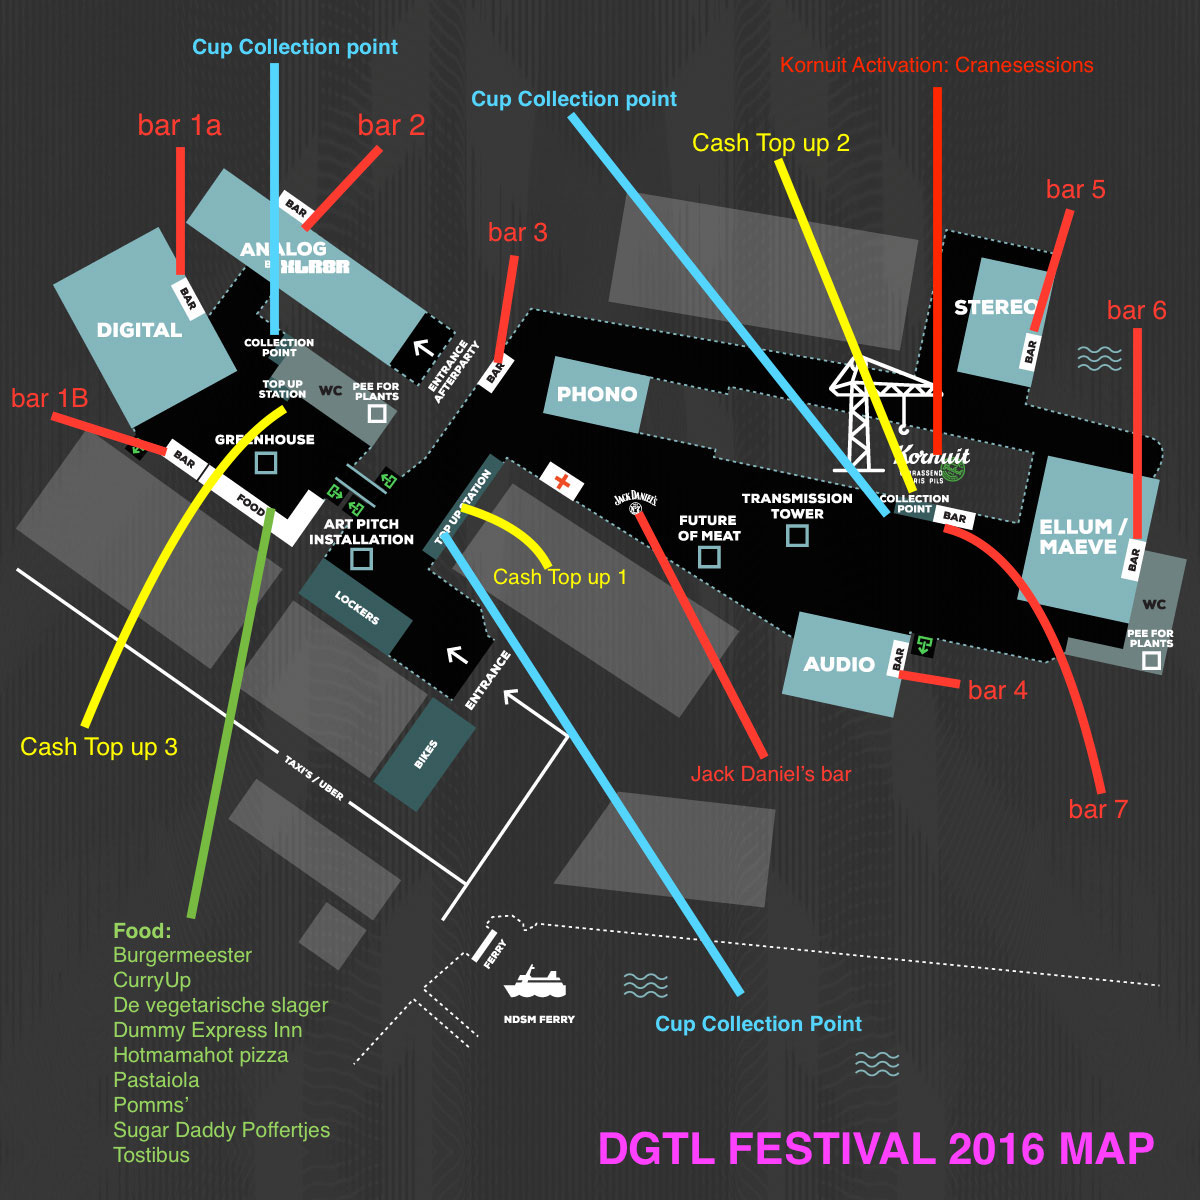 Cup Collection point
Kornuit Activation: Cranesessions
Cup Collection point
bar 1a
bar 2
Cash Top up 2
bar 5
BAR
bar 3
ANALOG
BY XLR8R
BAR
DIGITAL
STEREO
bar 6
COLLECTION
POINT
ENTRANCE
AFTERPARTY
BAR
BAR
TOP UP
STATION
WC
PEE FOR
PLANTS
PHONO
bar 1B
GREENHOUSE
BAR
FOOD
Kornuit
VERRASSEND
FRIS PILS
TOP UP STATION
JACK DANIEL'S
TRANSMISSION
TOWER
COLLECTION
POINT
BAR
ART PITCH
INSTALLATION
FUTURE
OF MEAT
ELLUM /
MAEVE
BAR
Cash Top up 1
LOCKERS
WC
PEE FOR
PLANTS
AUDIO
BAR
ENTRANCE
bar 4
Cash Top up 3
BIKES
TAXI'S / UBER
Jack Daniel's bar
bar 7
Food:
Burgermeester
CurryUp
De vegetarische slager
Dummy Express Inn
Hotmamahot pizza
Pastaiola
Pomms'
Sugar Daddy Poffertjes
Tostibus
FERRY
NDSM FERRY
Cup Collection Point
DGTL FESTIVAL 2016 MAP